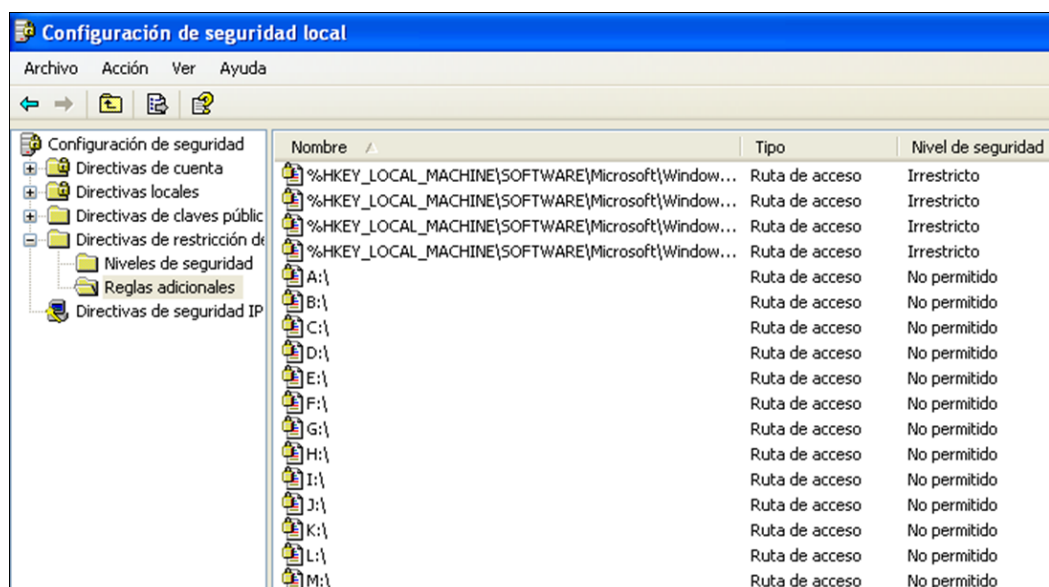 Configuración de seguridad local
Archivo Acción Ver Ayuda
Configuración de seguridad
Directivas de cuenta
Directivas locales
Directivas de claves públic
Directivas de restricción de
Niveles de seguridad
Reglas adicionales
Directivas de seguridad IP
Nombre Tipo Nivel de seguridad
%HKEY_LOCAL_MACHINE\SOFTWARE\Microsoft\Window... Ruta de acceso Irrestricto
%HKEY_LOCAL_MACHINE\SOFTWARE\Microsoft\Window... Ruta de acceso Irrestricto
%HKEY_LOCAL_MACHINE\SOFTWARE\Microsoft\Window... Ruta de acceso Irrestricto
%HKEY_LOCAL_MACHINE\SOFTWARE\Microsoft\Window... Ruta de acceso Irrestricto
A:\ Ruta de acceso No permitido
B:\ Ruta de acceso No permitido
C:\ Ruta de acceso No permitido
D:\ Ruta de acceso No permitido
E:\ Ruta de acceso No permitido
F:\ Ruta de acceso No permitido
G:\ Ruta de acceso No permitido
H:\ Ruta de acceso No permitido
I:\ Ruta de acceso No permitido
J:\ Ruta de acceso No permitido
K:\ Ruta de acceso No permitido
L:\ Ruta de acceso No permitido
M:\ Ruta de acceso No permitido